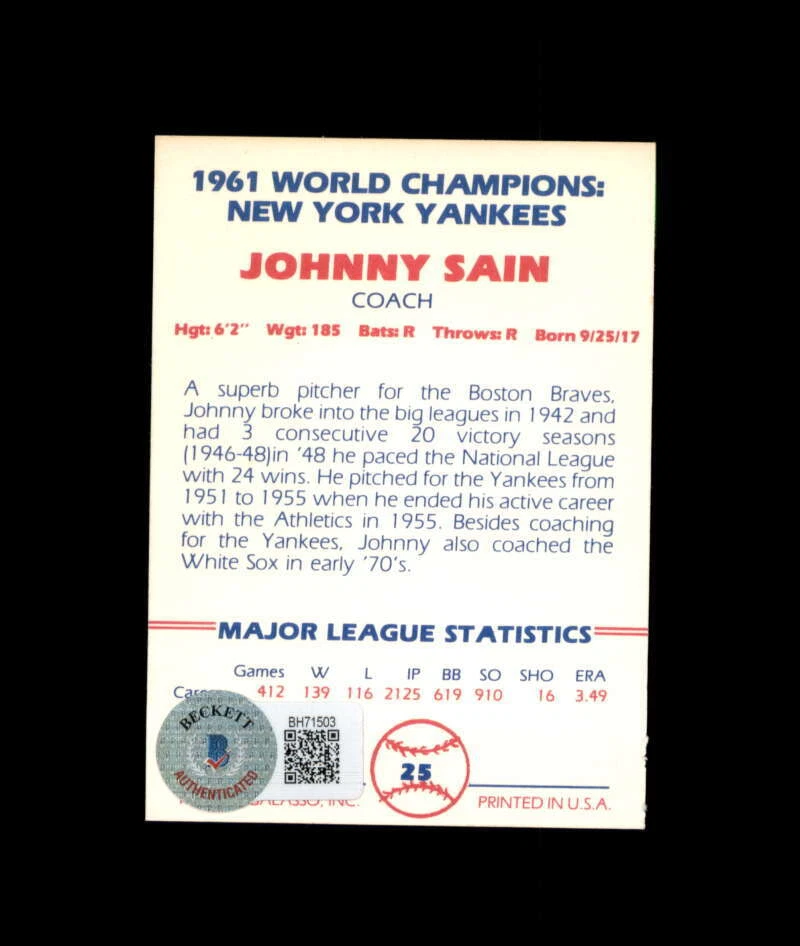 1961 WORLD CHAMPIONS:
NEW YORK YANKEES
JOHNNY SAIN
COACH
Hgt: 6'2" Wgt: 185 Bats: R Throws: R Born 9/25/17
A superb pitcher for the Boston Braves,
Johnny broke into the big leagues in 1942 and
had 3 consecutive 20 victory seasons
(1946-48)in '48 he paced the National League
with 24 wins. He pitched for the Yankees from
1951 to 1955 when he ended his active career
with the Athletics in 1955. Besides coaching
for the Yankees, Johnny also coached the
White Sox in early '70's.
MAJOR LEAGUE STATISTICS
Games W L IP BB SO SHO ERA
412 139 116 2125 619 910 16 3.49
BECKETT
B
AUTHENTICATED
BH71503
25
INC.
PRINTED IN U.S.A.